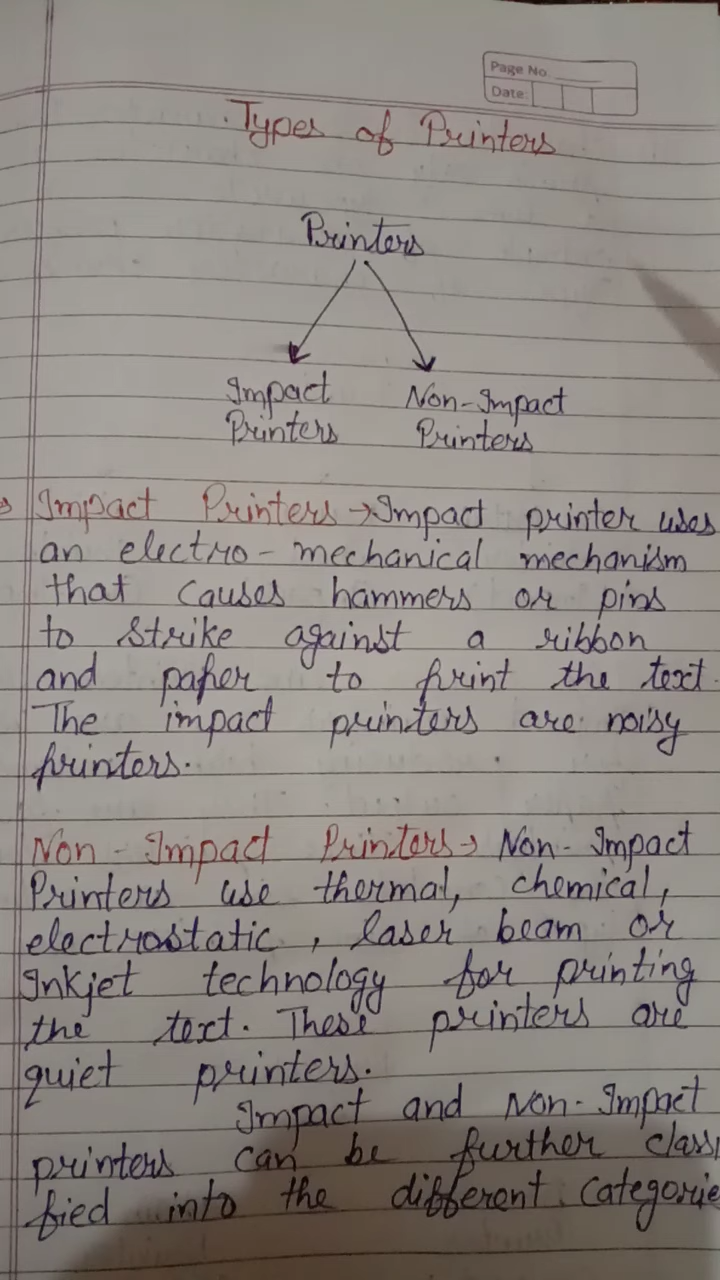 Page No.
Date:
Types of Printers
Printers
Impact Non-Impact
Printers Printers
Impact Printers → Impact printer uses
an electro-mechanical mechanism
that causes hammers or pins
to strike against a ribbon
and paper to print the text.
The impact printers are noisy
printers.
Non-Impact Printers → Non-Impact
Printers use thermal, chemical,
electrostatic, laser beam or
Inkjet technology for printing
the text. These printers are
quiet printers.
Impact and Non-Impact
printers can be further classi
fied into the different categorie